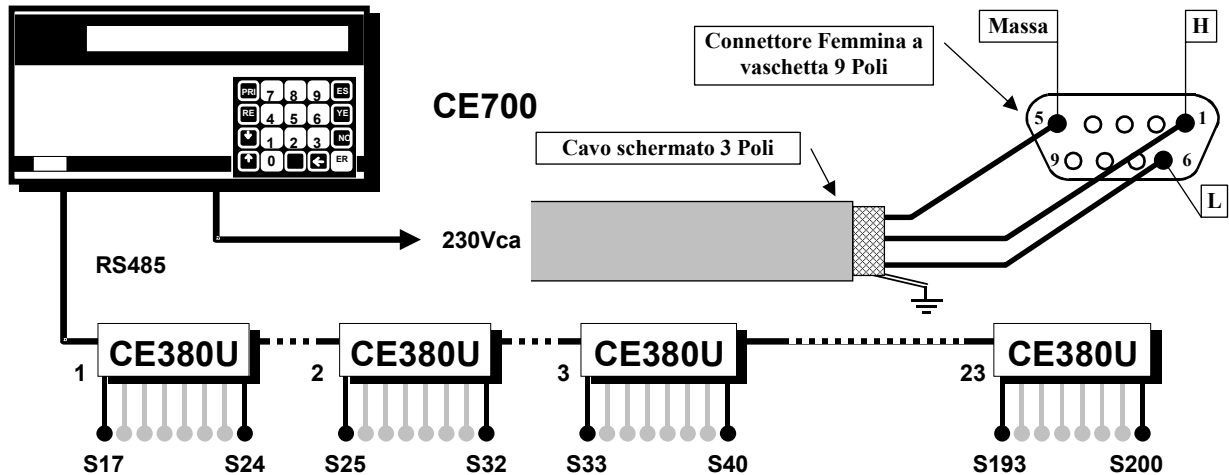 Connettore Femmina a
vaschetta 9 Poli
Massa
H
CE700
PRI 7 8 9 ES
RE 4 5 6 YE
1 2 3 NO
0 ER
Cavo schermato 3 Poli
5 1
9 6
L
230Vca
RS485
CE380U CE380U CE380U CE380U
1 2 3 23
S17 S24 S25 S32 S33 S40 S193 S200